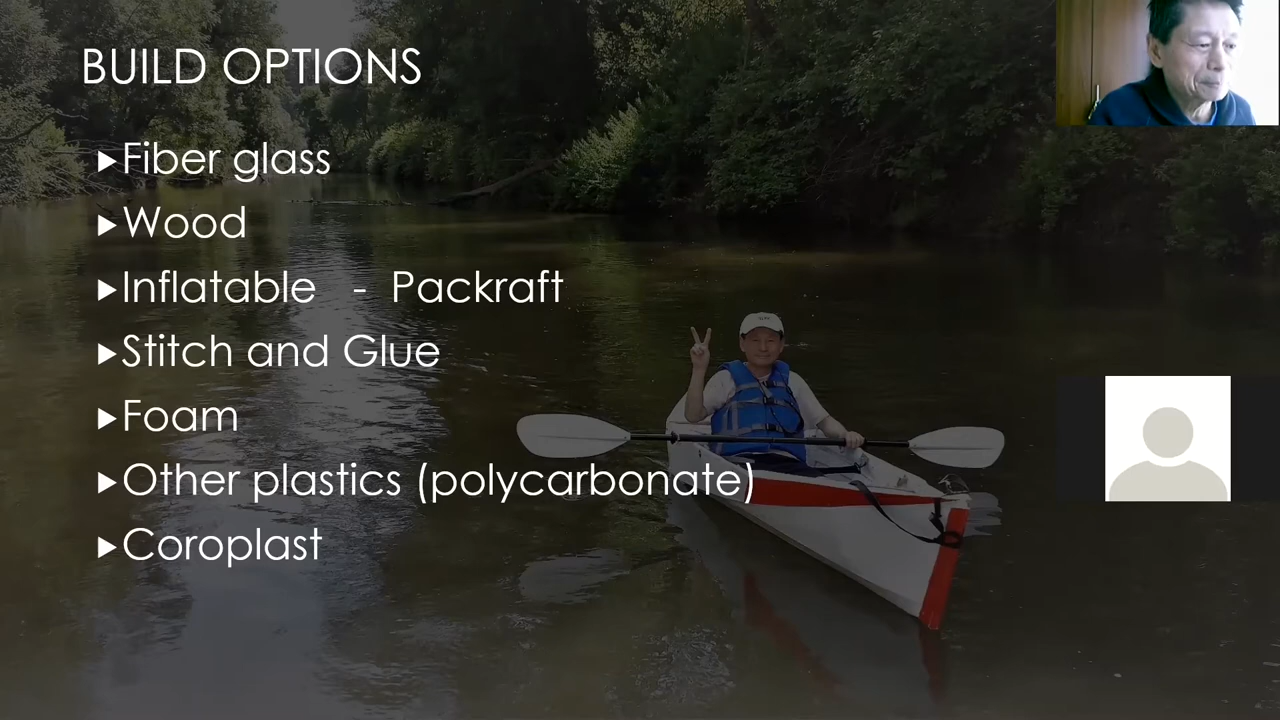 BUILD OPTIONS
Fiber glass
Wood
Inflatable - Packraft
Stitch and Glue
Foam
Other plastics (polycarbonate)
Coroplast